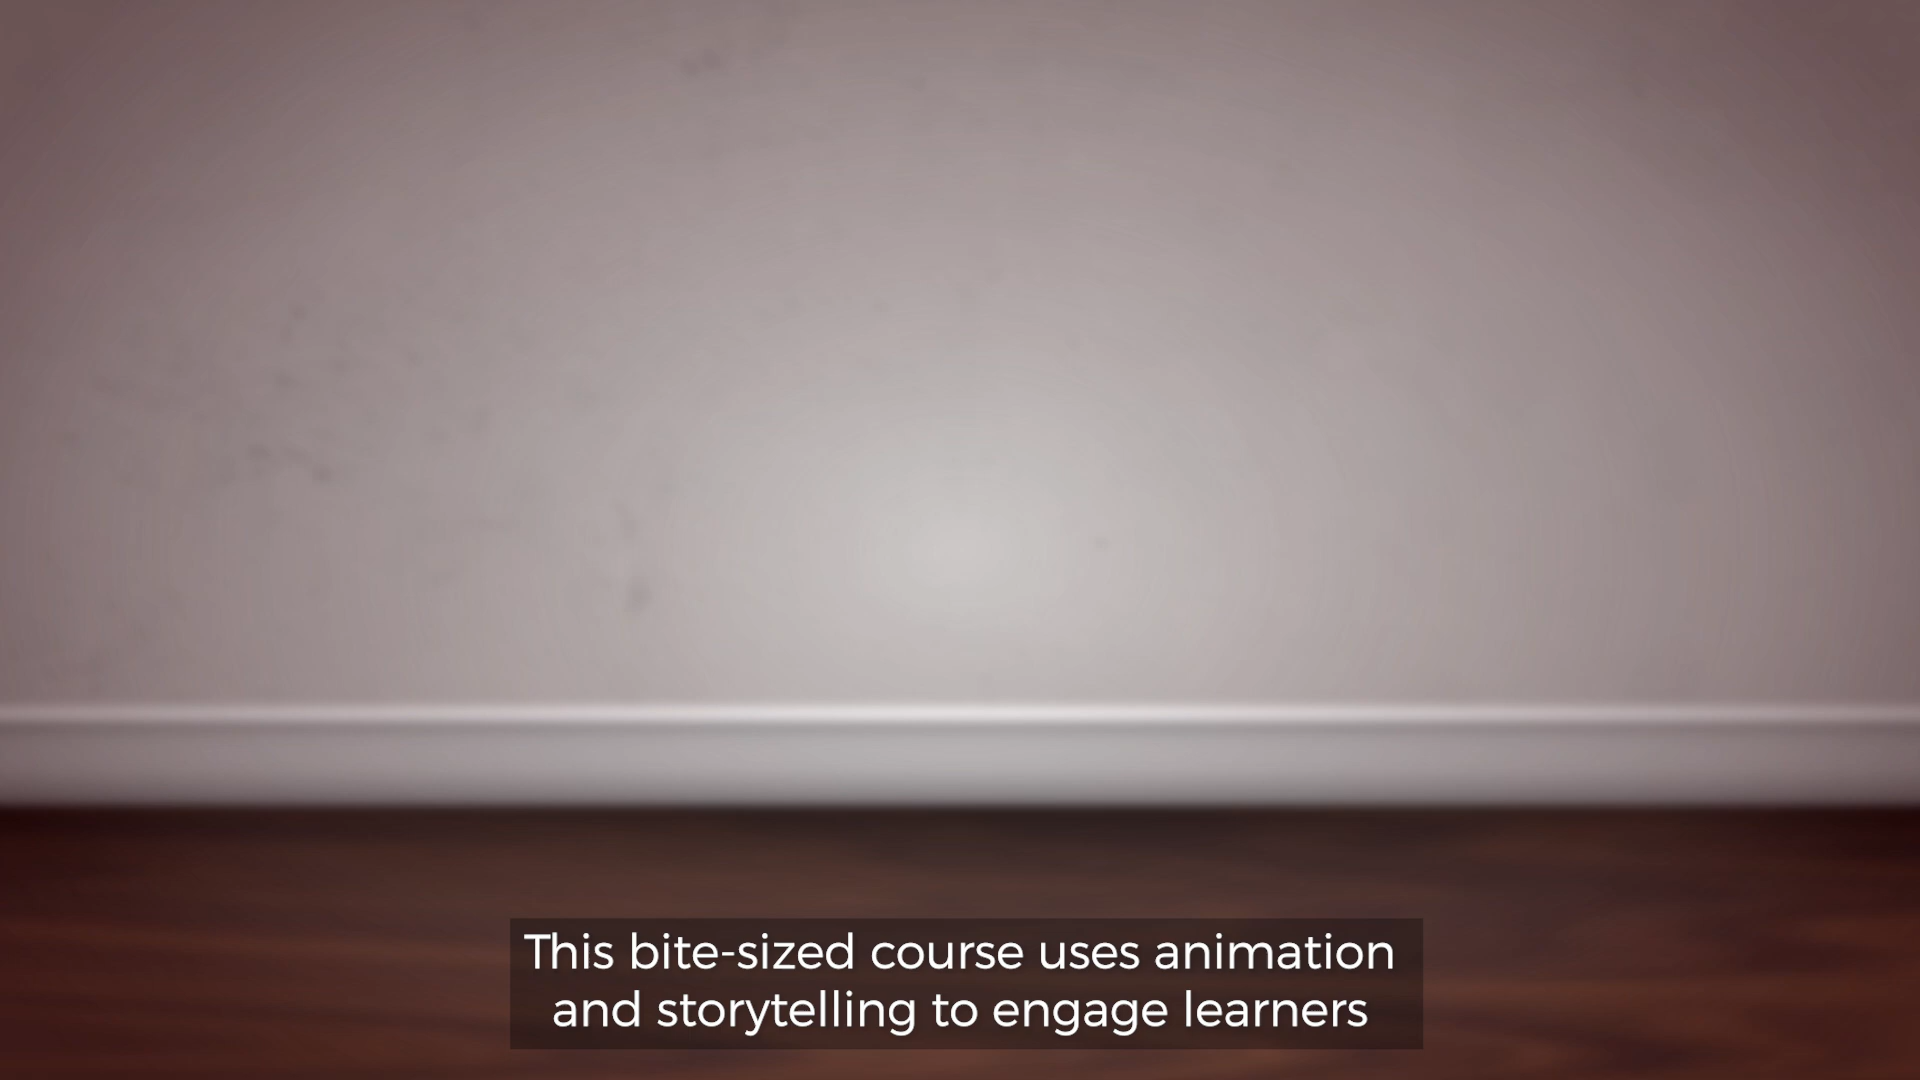 This bite-sized course uses animation
and storytelling to engage learners